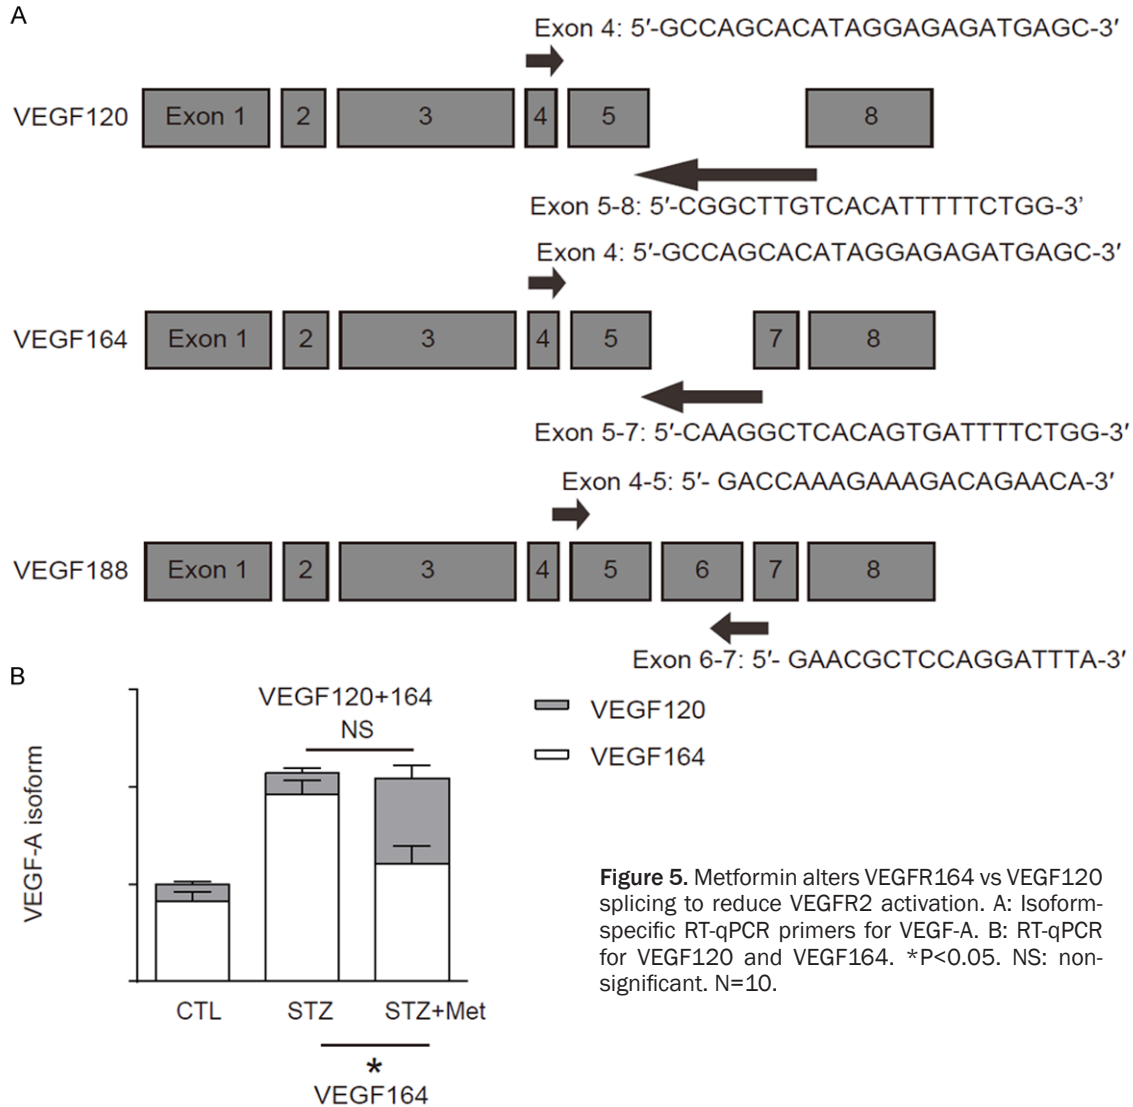 A
Exon 4: 5′-GCCAGCACATAGGAGAGATGAGC-3′
VEGF120
Exon 1 2 3 4 5 8
Exon 5-8: 5′-CGGCTTGTCACATTTTTCTGG-3’
Exon 4: 5′-GCCAGCACATAGGAGAGATGAGC-3′
VEGF164
Exon 1 2 3 4 5 7 8
Exon 5-7: 5′-CAAGGCTCACAGTGATTTTCTGG-3′
Exon 4-5: 5′- GACCAAAGAAAGACAGAACA-3′
VEGF188
Exon 1 2 3 4 5 6 7 8
Exon 6-7: 5′- GAACGCTCCAGGATTTA-3′
B
VEGF120+164
NS
VEGF120
VEGF164
VEGF-A isoform
CTL STZ STZ+Met
*
VEGF164
Figure 5. Metformin alters VEGFR164 vs VEGF120
splicing to reduce VEGFR2 activation. A: Isoform-
specific RT-qPCR primers for VEGF-A. B: RT-qPCR
for VEGF120 and VEGF164. *P<0.05. NS: non-
significant. N=10.